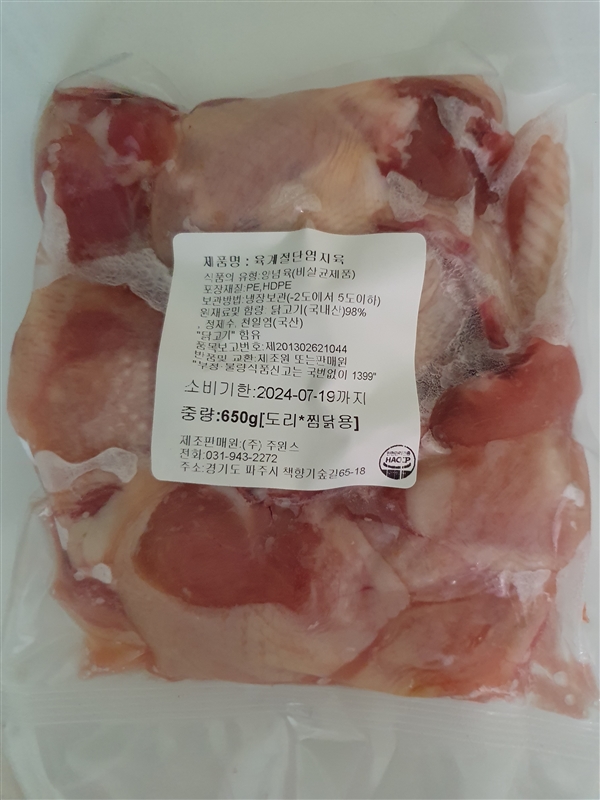 제품명 : 육계절단염지육
식품의 유형:양념육(비살균제품)
포장재질:PE,HDPE
보관방법:냉장보관(-2도에서 5도이하)
원재료및 함량 닭고기(국내산)98%
, 정제수, 천일염(국산)
"닭고기" 함유
품목보고번호:제201302621044
반품및 교환:제조원 또는판매원
"부정·불량식품신고는 국번없이 1399"
소비기한:2024-07-19까지
중량:650g[도리*찜닭용]
제조판매원:(주) 주원스
전화:031-943-2272
주소:경기도 파주시 책향기숲길65-18
HACCP